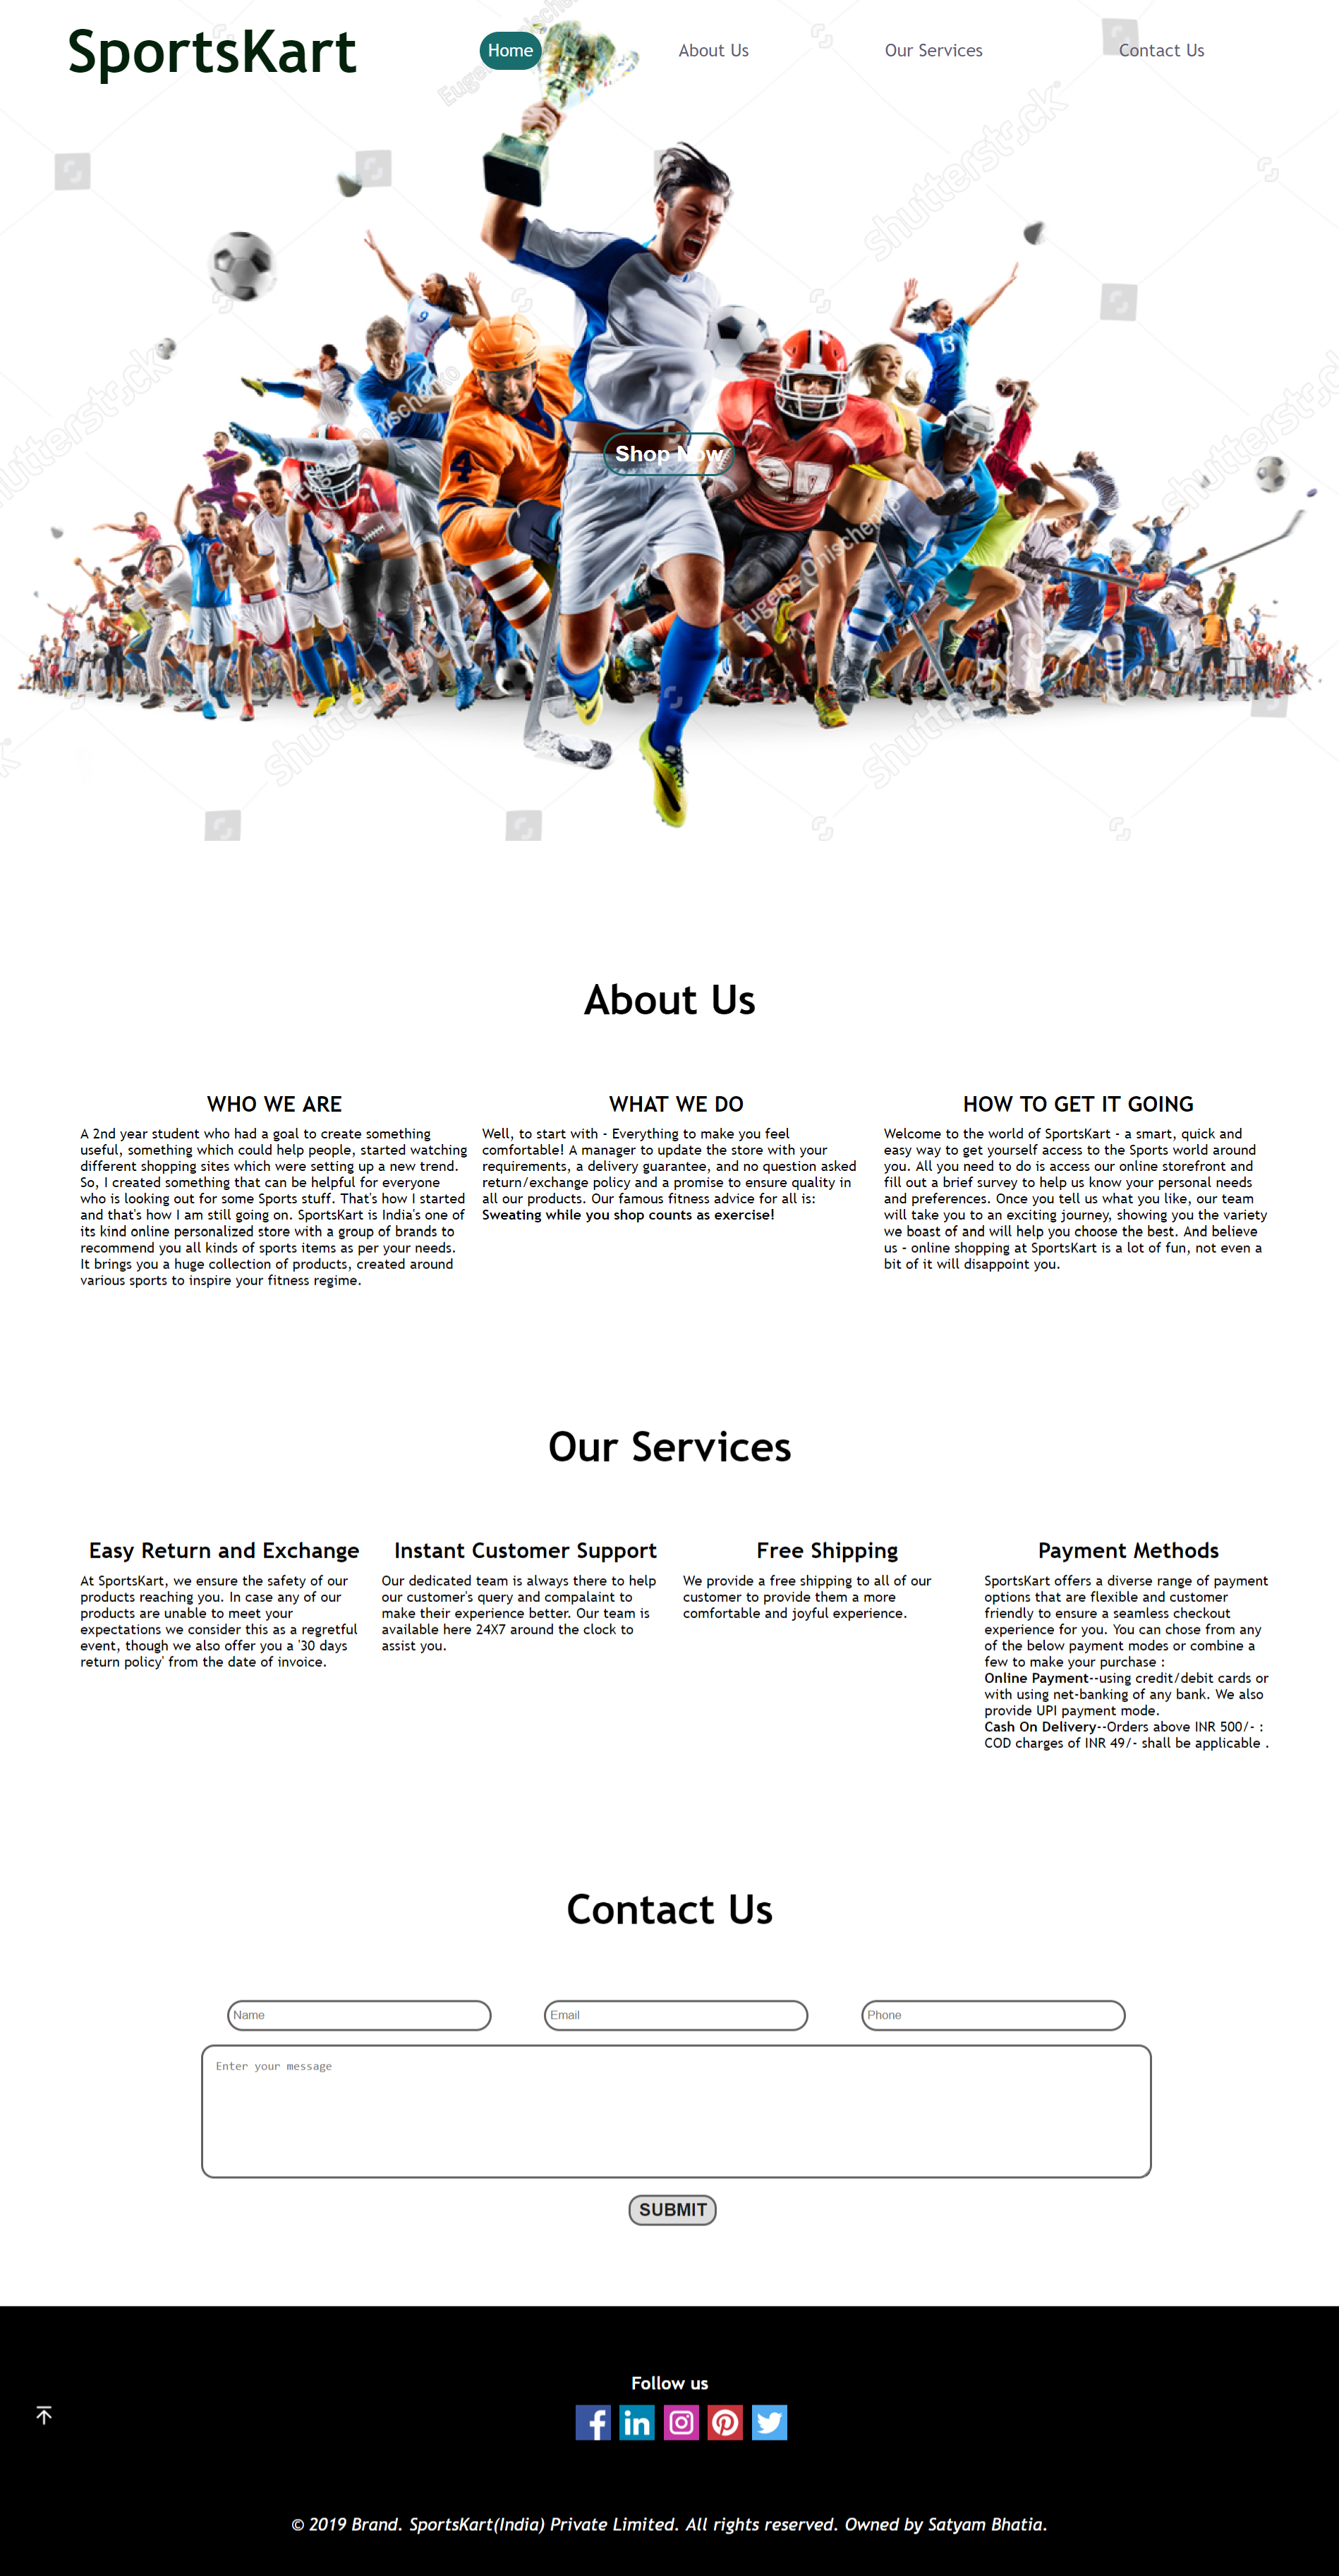 SportsKart
Home
About Us
Our Services
Contact Us
shutterstock
shutterstock
shutterstock
Shop Now
Eugene Onischenko
Eugene Onischenko
shutterstock
shutterstock
About Us
WHO WE ARE
A 2nd year student who had a goal to create something
useful, something which could help people, started watching
different shopping sites which were setting up a new trend.
So, I created something that can be helpful for everyone
who is looking out for some Sports stuff. That's how I started
and that's how I am still going on. SportsKart is India's one of
its kind online personalized store with a group of brands to
recommend you all kinds of sports items as per your needs.
It brings you a huge collection of products, created around
various sports to inspire your fitness regime.
WHAT WE DO
Well, to start with - Everything to make you feel
comfortable! A manager to update the store with your
requirements, a delivery guarantee, and no question asked
return/exchange policy and a promise to ensure quality in
all our products. Our famous fitness advice for all is:
Sweating while you shop counts as exercise!
HOW TO GET IT GOING
Welcome to the world of SportsKart - a smart, quick and
easy way to get yourself access to the Sports world around
you. All you need to do is access our online storefront and
fill out a brief survey to help us know your personal needs
and preferences. Once you tell us what you like, our team
will take you to an exciting journey, showing you the variety
we boast of and will help you choose the best. And believe
us - online shopping at SportsKart is a lot of fun, not even a
bit of it will disappoint you.
Our Services
Easy Return and Exchange
At SportsKart, we ensure the safety of our
products reaching you. In case any of our
products are unable to meet your
expectations we consider this as a regretful
event, though we also offer you a '30 days
return policy' from the date of invoice.
Instant Customer Support
Our dedicated team is always there to help
our customer's query and compalaint to
make their experience better. Our team is
available here 24X7 around the clock to
assist you.
Free Shipping
We provide a free shipping to all of our
customer to provide them a more
comfortable and joyful experience.
Payment Methods
SportsKart offers a diverse range of payment
options that are flexible and customer
friendly to ensure a seamless checkout
experience for you. You can chose from any
of the below payment modes or combine a
few to make your purchase :
Online Payment--using credit/debit cards or
with using net-banking of any bank. We also
provide UPI payment mode.
Cash On Delivery--Orders above INR 500/- :
COD charges of INR 49/- shall be applicable .
Contact Us
Name
Email
Phone
Enter your message
SUBMIT
Follow us
© 2019 Brand. SportsKart(India) Private Limited. All rights reserved. Owned by Satyam Bhatia.